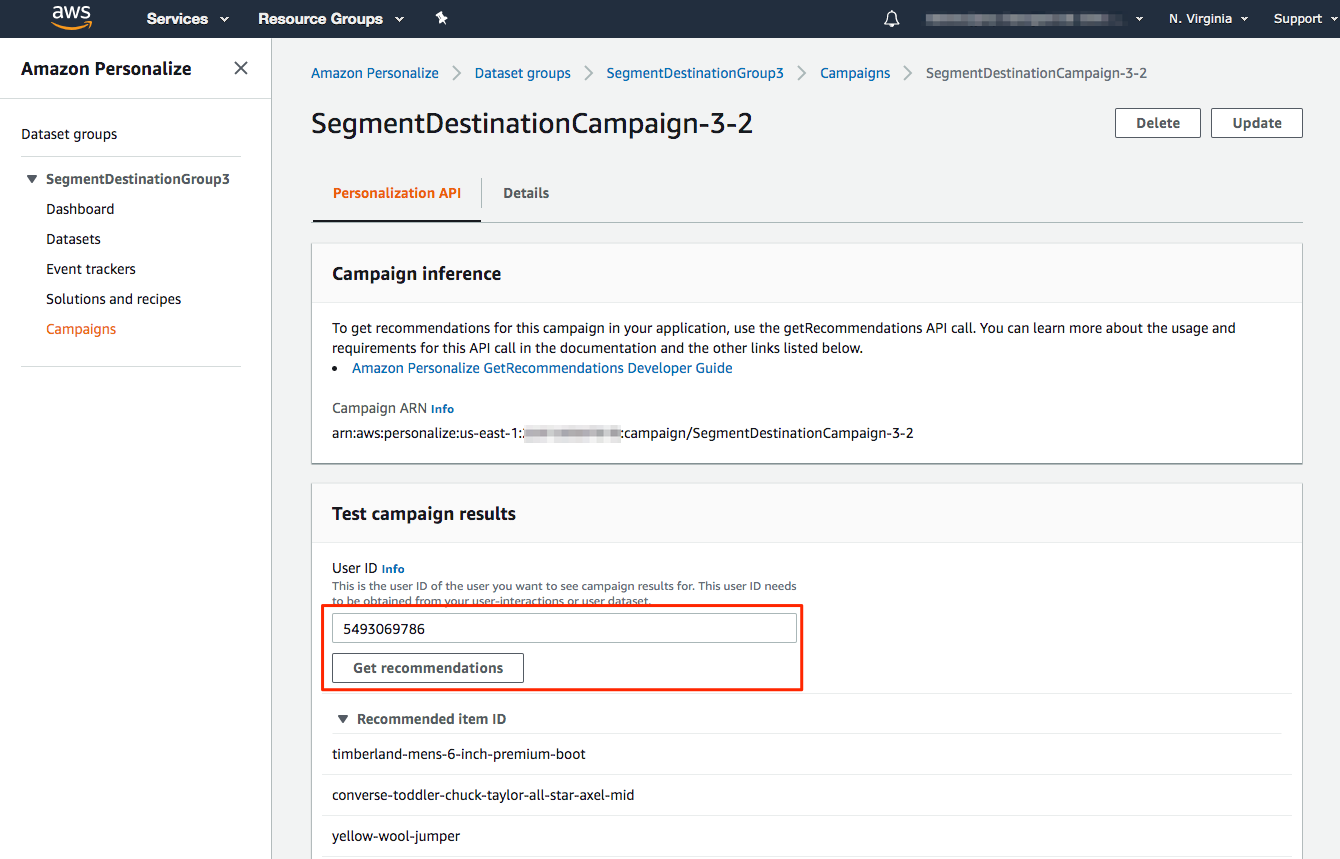 aws Services Resource Groups N. Virginia Support
Amazon Personalize
Dataset groups
SegmentDestinationGroup3
Dashboard
Datasets
Event trackers
Solutions and recipes
Campaigns
Amazon Personalize Dataset groups SegmentDestinationGroup3 Campaigns SegmentDestinationCampaign-3-2
SegmentDestinationCampaign-3-2
Delete Update
Personalization API Details
Campaign inference
To get recommendations for this campaign in your application, use the getRecommendations API call. You can learn more about the usage and
requirements for this API call in the documentation and the other links listed below.
• Amazon Personalize GetRecommendations Developer Guide
Campaign ARN Info
arn:aws:personalize:us-east-1: :campaign/SegmentDestinationCampaign-3-2
Test campaign results
User ID Info
This is the user ID of the user you want to see campaign results for. This user ID needs
to be obtained from your user-interactions or user dataset.
5493069786
Get recommendations
Recommended item ID
timberland-mens-6-inch-premium-boot
converse-toddler-chuck-taylor-all-star-axel-mid
yellow-wool-jumper